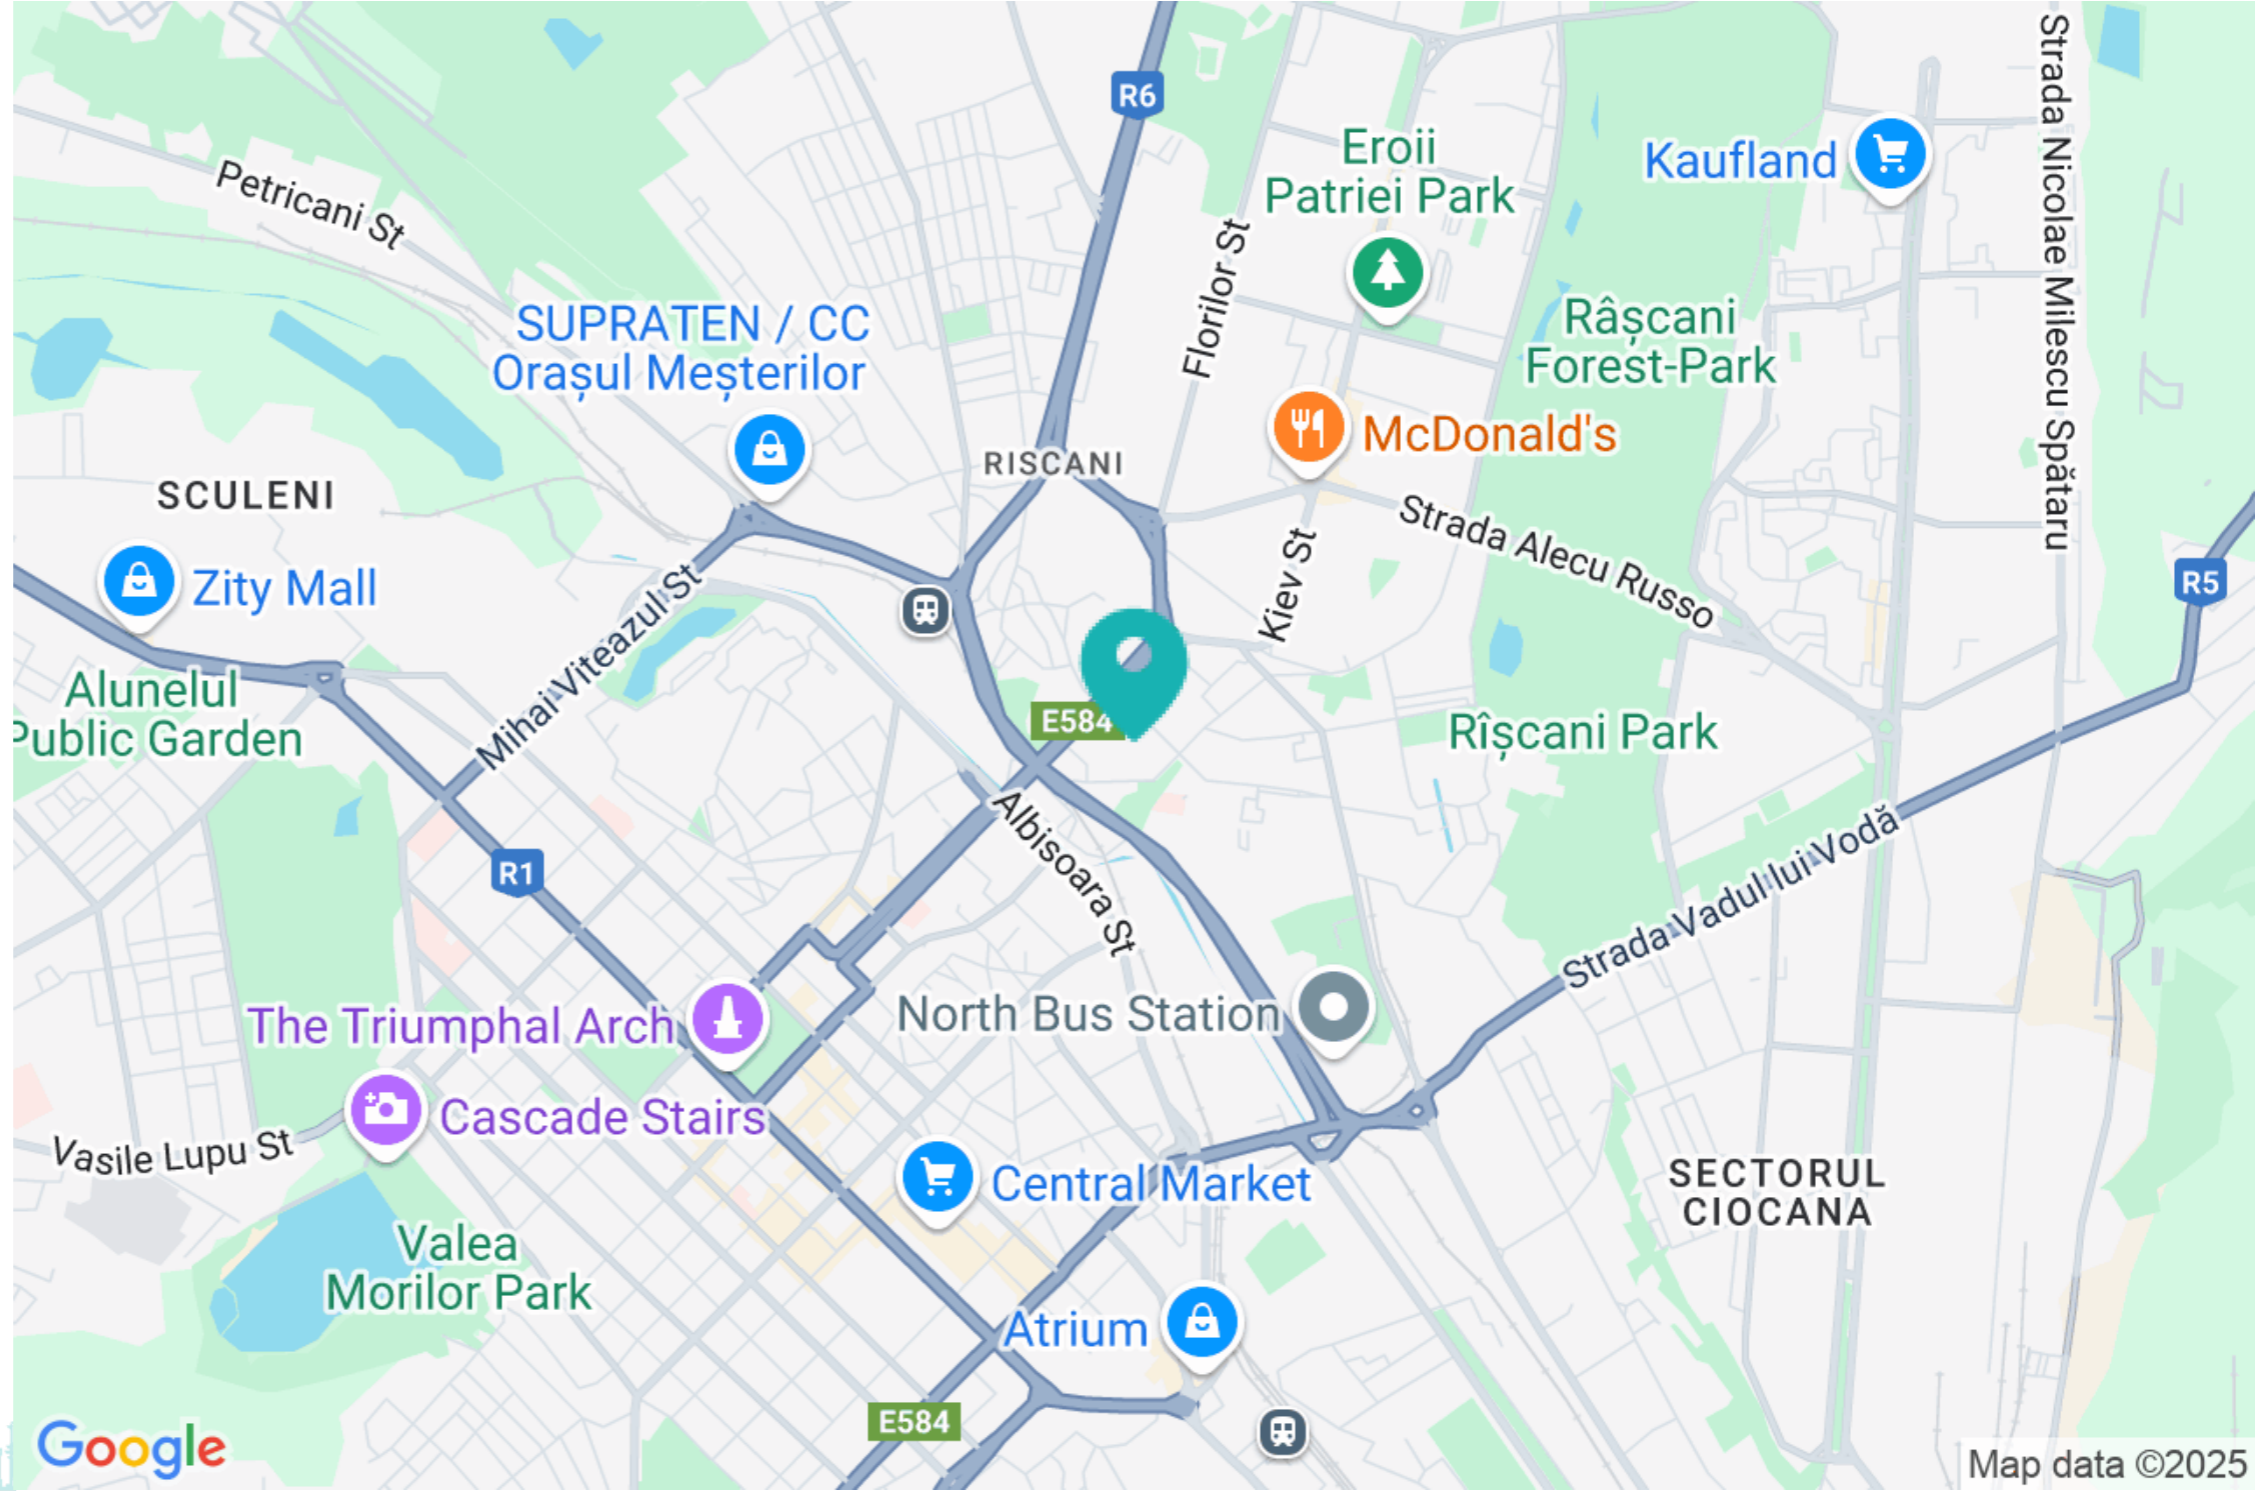 Strada Nicolae Milescu Spătaru
R6
Eroii
Patriei Park
Kaufland
Petricani St
Florilor St
SUPRATEN / CC
Orașul Meșterilor
Râșcani
Forest-Park
McDonald's
RISCANI
SCULENI
Strada Alecu Russo
Zity Mall
Kiev St
R5
Mihai Viteazul St
Alunelul
Public Garden
E584
Rîșcani Park
Albisoara St
R1
Strada Vadul lui Vodă
The Triumphal Arch
North Bus Station
Cascade Stairs
Vasile Lupu St
Central Market
SECTORUL
CIOCANA
Valea
Morilor Park
Atrium
E584
Google
Map data ©2025